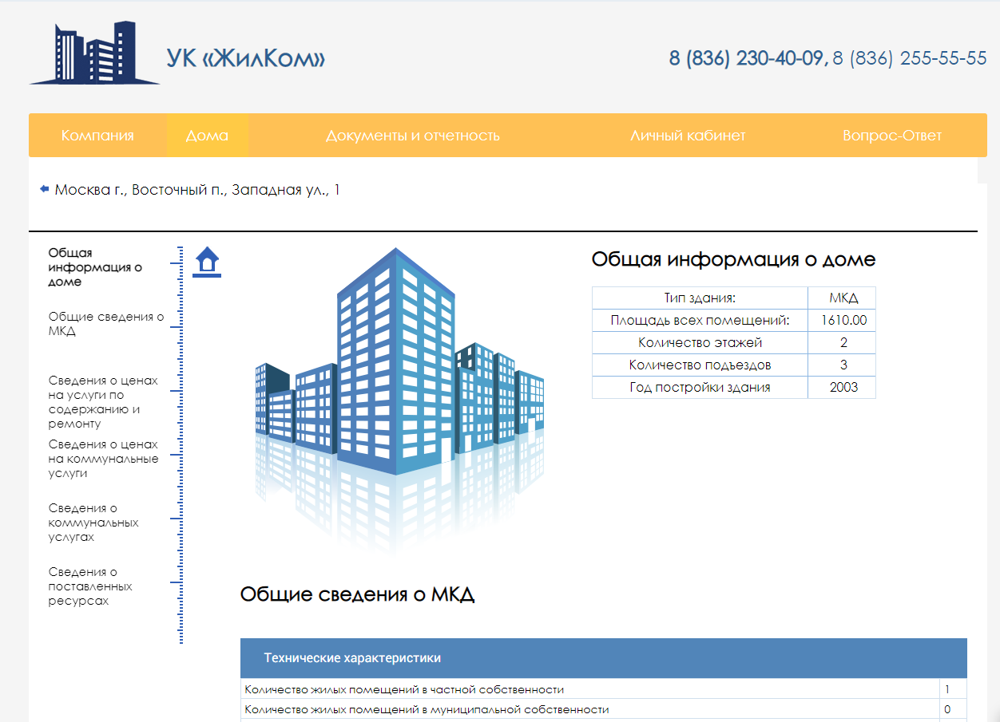 УК «ЖилКом»
8 (836) 230-40-09, 8 (836) 255-55-55
Компания Дома Документы и отчетность Личный кабинет Вопрос-Ответ
Москва г., Восточный п., Западная ул., 1
Общая
информация о
доме
Общие сведения о
МКД
Сведения о ценах
на услуги по
содержанию и
ремонту
Сведения о ценах
на коммунальные
услуги
Сведения о
коммунальных
услугах
Сведения о
поставленных
ресурсах
Общая информация о доме
Тип здания: МКД
Площадь всех помещений: 1610.00
Количество этажей 2
Количество подъездов 3
Год постройки здания 2003
Общие сведения о МКД
Технические характеристики
Количество жилых помещений в частной собственности 1
Количество жилых помещений в муниципальной собственности 0